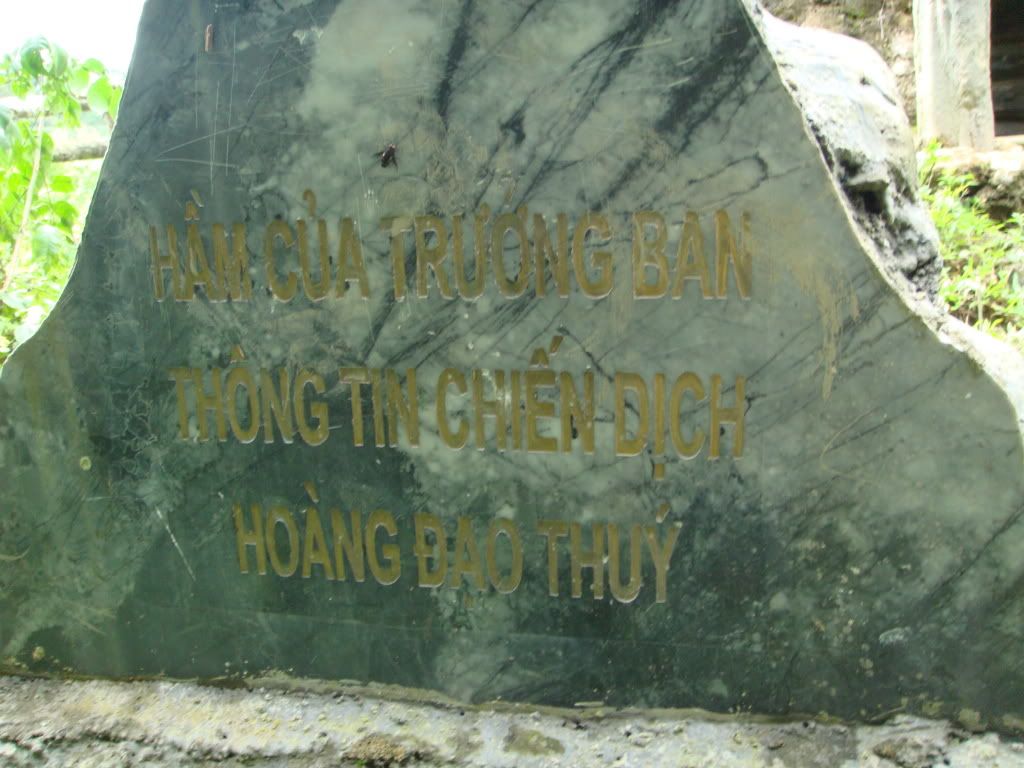 HẦM CỦA TRƯỞNG BAN
THÔNG TIN CHIẾN DỊCH
HOÀNG ĐẠO THUÝ